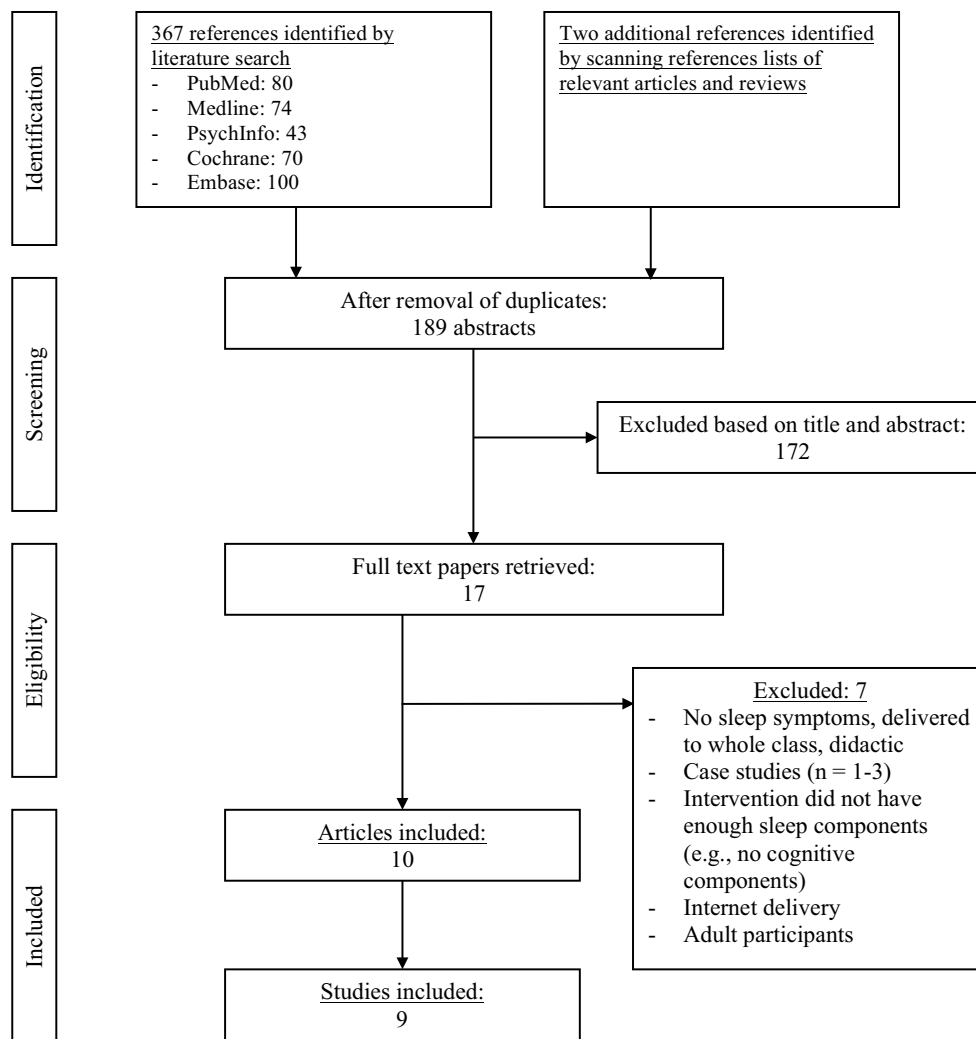 Identification
367 references identified by
literature search
- PubMed: 80
- Medline: 74
- PsychInfo: 43
- Cochrane: 70
- Embase: 100
Two additional references identified
by scanning references lists of
relevant articles and reviews
Screening
After removal of duplicates:
189 abstracts
Excluded based on title and abstract:
172
Eligibility
Full text papers retrieved:
17
Excluded: 7
- No sleep symptoms, delivered
to whole class, didactic
- Case studies (n = 1-3)
- Intervention did not have
enough sleep components
(e.g., no cognitive
components)
- Internet delivery
- Adult participants
Included
Articles included:
10
Studies included:
9